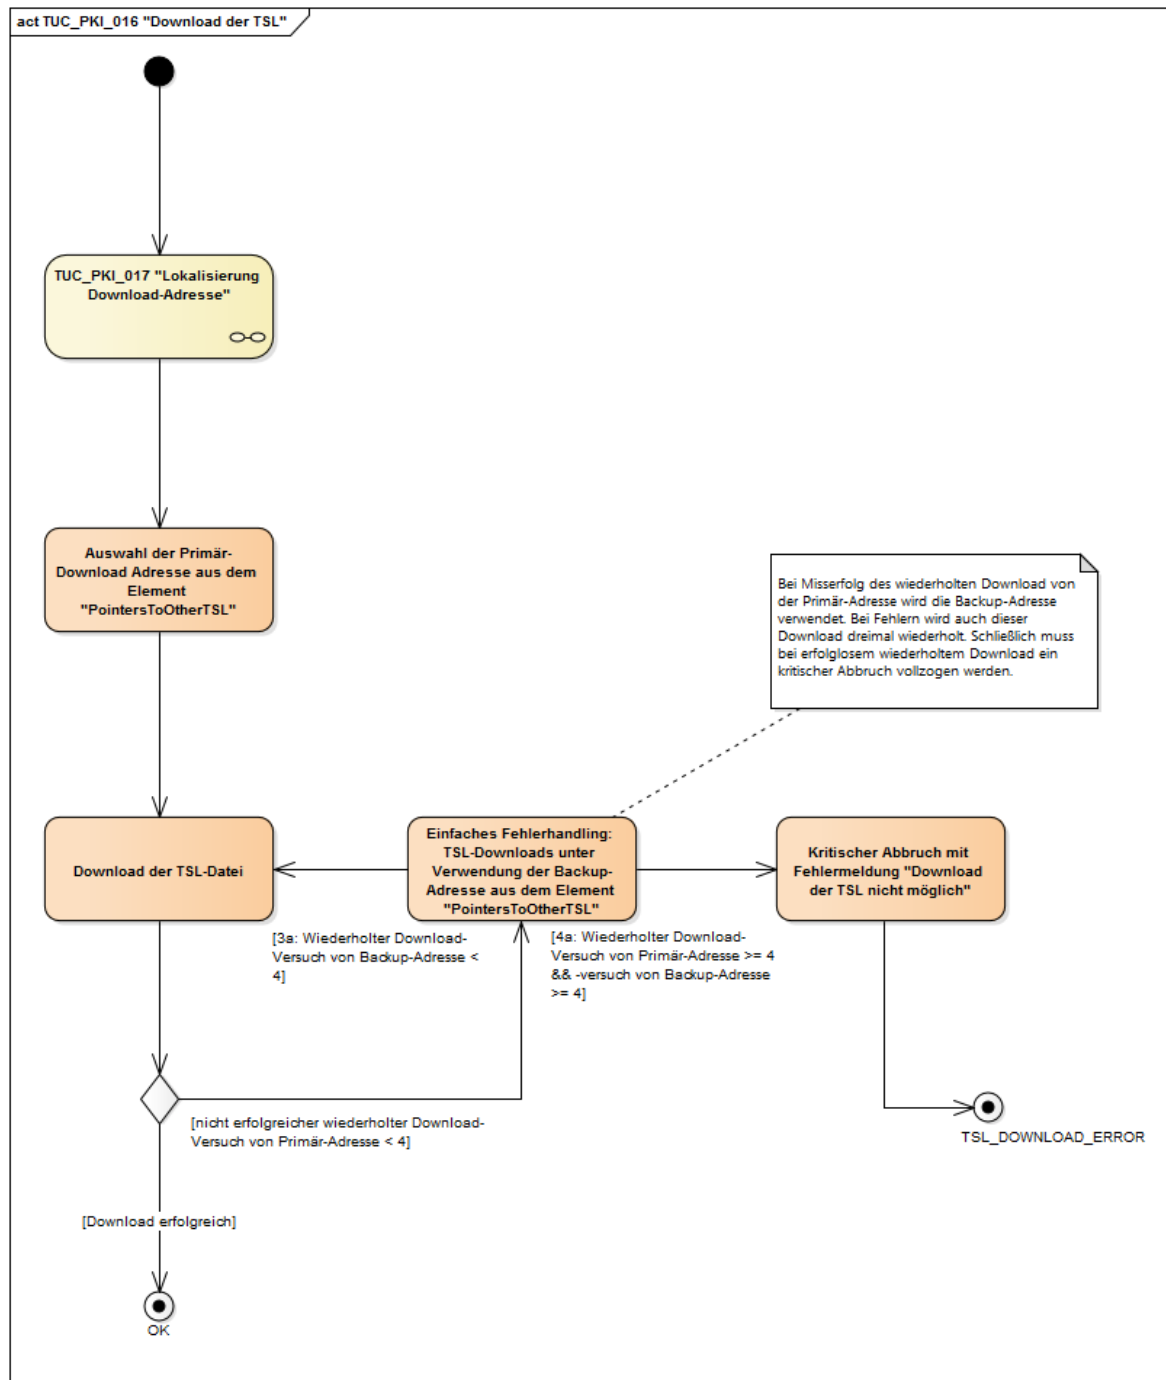 act TUC_PKI_016 "Download der TSL"
TUC_PKI_017 "Lokalisierung
Download-Adresse"
Auswahl der Primär-
Download Adresse aus dem
Element
"PointersToOtherTSL"
Bei Misserfolg des wiederholten Download von
der Primär-Adresse wird die Backup-Adresse
verwendet. Bei Fehlern wird auch dieser
Download dreimal wiederholt. Schließlich muss
bei erfolglosem wiederholtem Download ein
kritischer Abbruch vollzogen werden.
Download der TSL-Datei
Einfaches Fehlerhandling:
TSL-Downloads unter
Verwendung der Backup-
Adresse aus dem Element
"PointersToOtherTSL"
Kritischer Abbruch mit
Fehlermeldung "Download
der TSL nicht möglich"
[3a: Wiederholter Download-
Versuch von Backup-Adresse <
4]
[4a: Wiederholter Download-
Versuch von Primär-Adresse >= 4
&& -versuch von Backup-Adresse
>= 4]
[nicht erfolgreicher wiederholter Download-
Versuch von Primär-Adresse < 4]
TSL_DOWNLOAD_ERROR
[Download erfolgreich]
OK